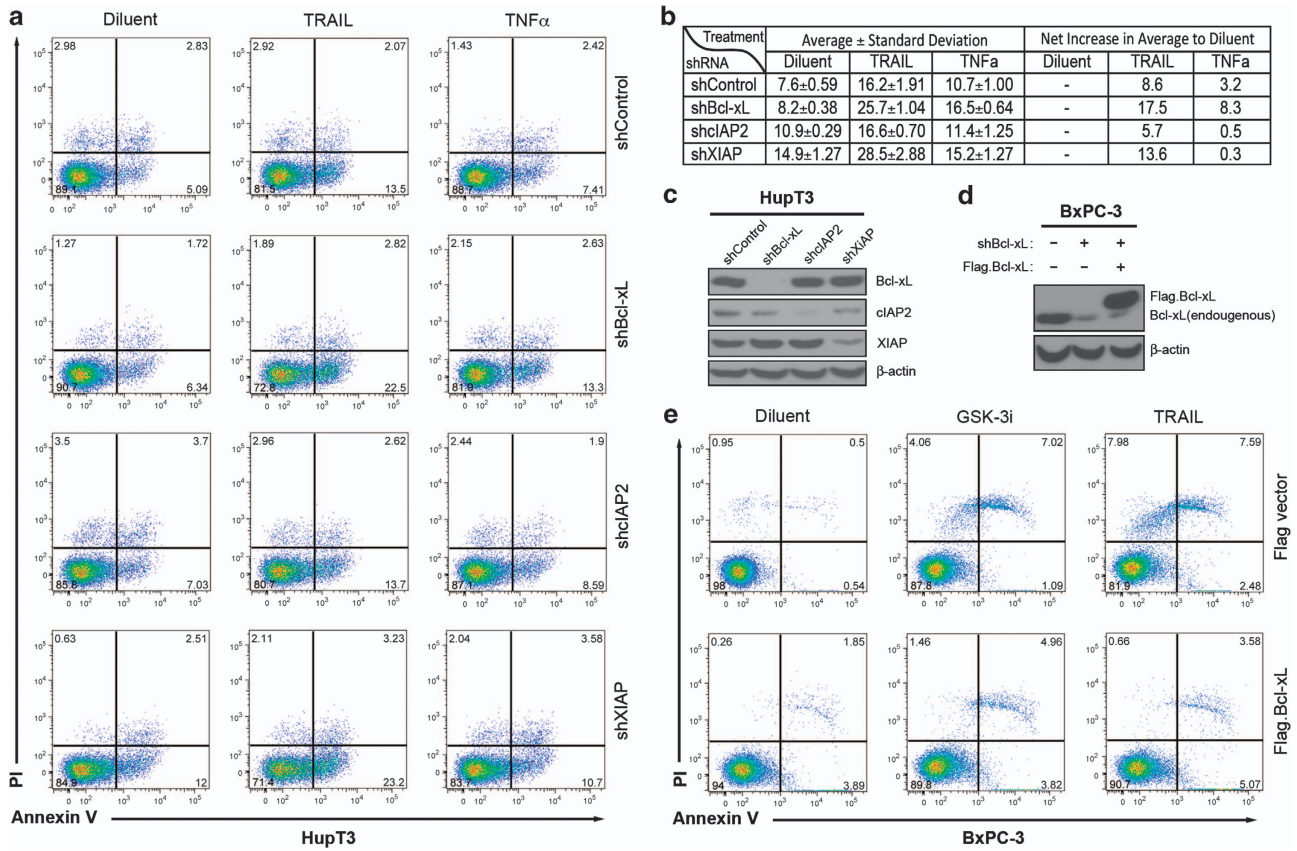 a
Diluent TRAIL TNFα
2.98 2.83 2.92 2.07 1.43 2.42
shControl
89.1 5.09 81.5 13.5 88.7 7.41
1.27 1.72 1.89 2.82 2.15 2.63
shBcl-xL
90.7 6.34 72.8 22.5 81.9 13.3
3.5 3.7 2.96 2.62 2.44 1.9
shcIAP2
85.8 7.03 80.7 13.7 87.1 8.59
0.63 2.51 2.11 3.23 2.04 3.58
shXIAP
84.9 12 71.4 23.2 10.7
PI
Annexin V
HupT3
b
Treatment Average ± Standard Deviation Net Increase in Average to Diluent
shRNA Diluent TRAIL TNFa Diluent TRAIL TNFa
shControl 7.6±0.59 16.2±1.91 10.7±1.00 - 8.6 3.2
shBcl-xL 8.2±0.38 25.7±1.04 16.5±0.64 - 17.5 8.3
shcIAP2 10.9±0.29 16.6±0.70 11.4±1.25 - 5.7 0.5
shXIAP 14.9±1.27 28.5±2.88 15.2±1.27 - 13.6 0.3
c
HupT3
shControl shBcl-xL shcIAP2 shXiAP
Bcl-xL
cIAP2
XIAP
β-actin
d
BxPC-3
shBcl-xL: – + +
Flag.Bcl-xL: – – +
Flag.Bcl-xL
Bcl-xL(endougenous)
β-actin
e
Diluent GSK-3i TRAIL
0.95 0.5 4.06 7.02 7.98 7.59
Flag vector
98 0.54 87.8 1.09 81.9 2.48
0.26 1.85 1.46 4.96 0.66 3.58
Flag.Bcl-xL
94 3.89 89.8 3.82 90.7 5.07
PI
Annexin V
BxPC-3